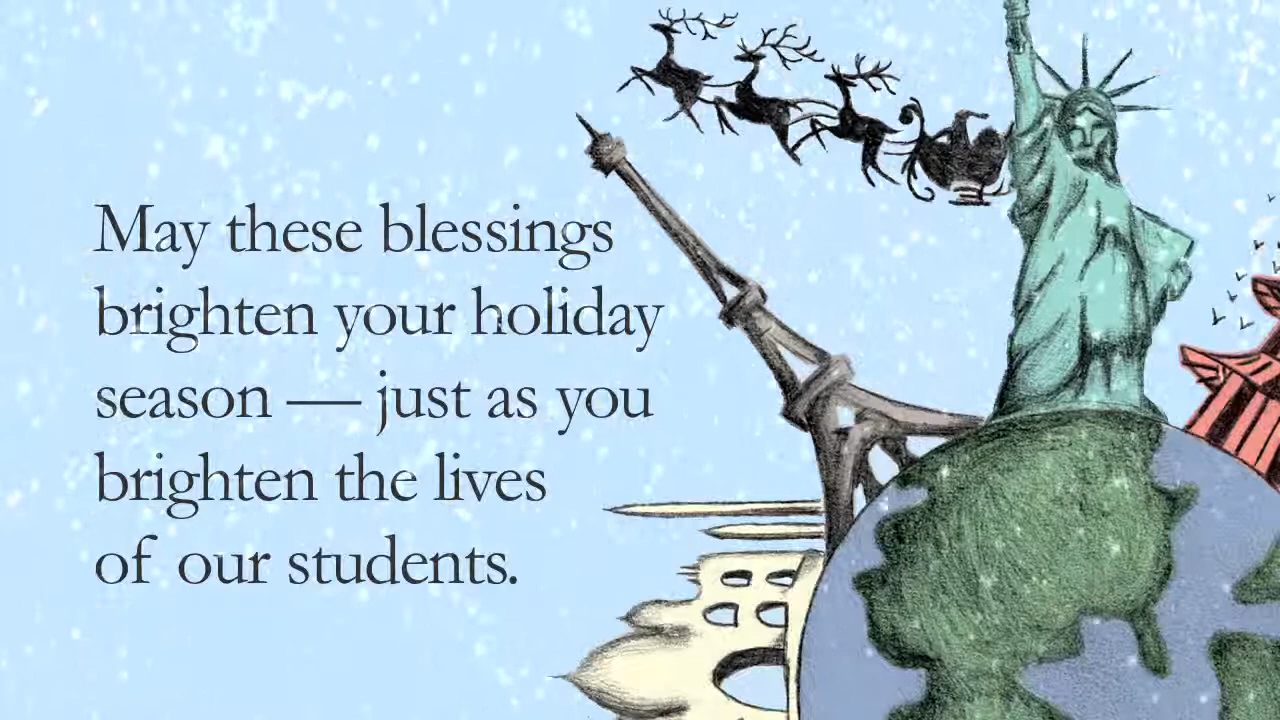 May these blessings
brighten your holiday
season — just as you
brighten the lives
of our students.